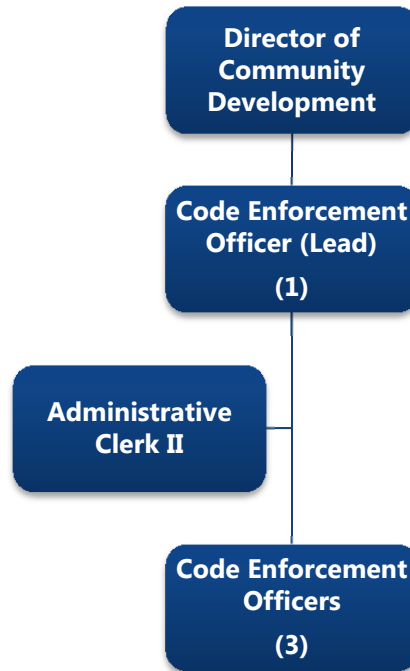 Director of
Community
Development
Code Enforcement
Officer (Lead)
(1)
Administrative
Clerk II
Code Enforcement
Officers
(3)